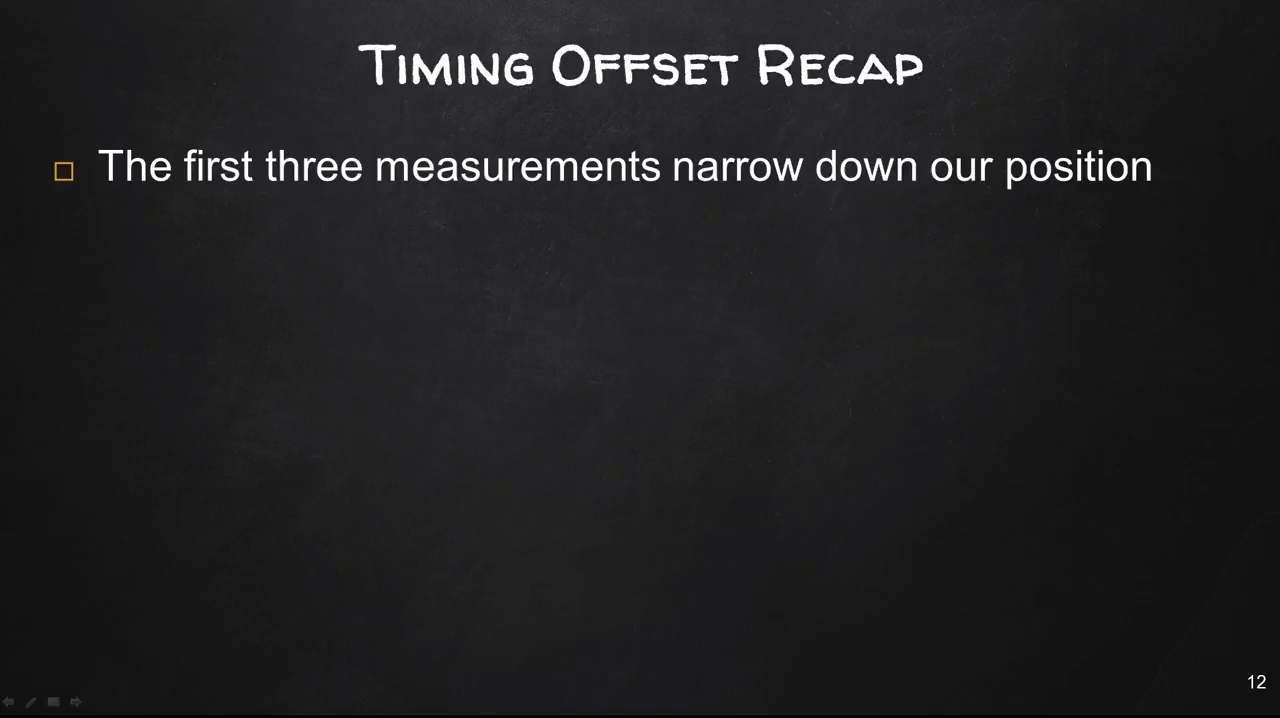 Timing Offset Recap
The first three measurements narrow down our position
12